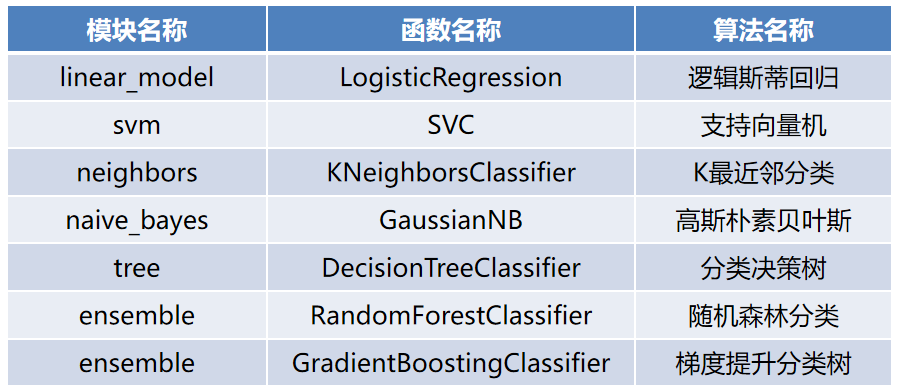 模块名称 函数名称 算法名称
linear_model LogisticRegression 逻辑斯蒂回归
svm SVC 支持向量机
neighbors KNeighborsClassifier K最近邻分类
naive_bayes GaussianNB 高斯朴素贝叶斯
tree DecisionTreeClassifier 分类决策树
ensemble RandomForestClassifier 随机森林分类
ensemble GradientBoostingClassifier 梯度提升分类树